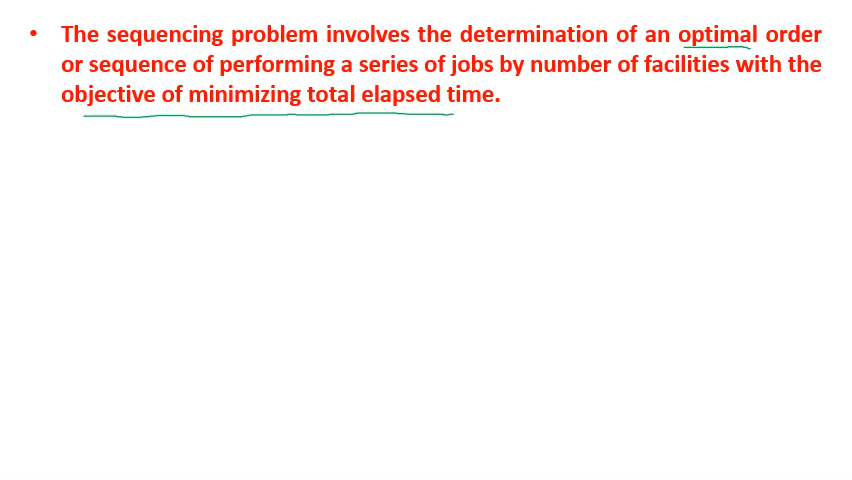 • The sequencing problem involves the determination of an optimal order
or sequence of performing a series of jobs by number of facilities with the
objective of minimizing total elapsed time.